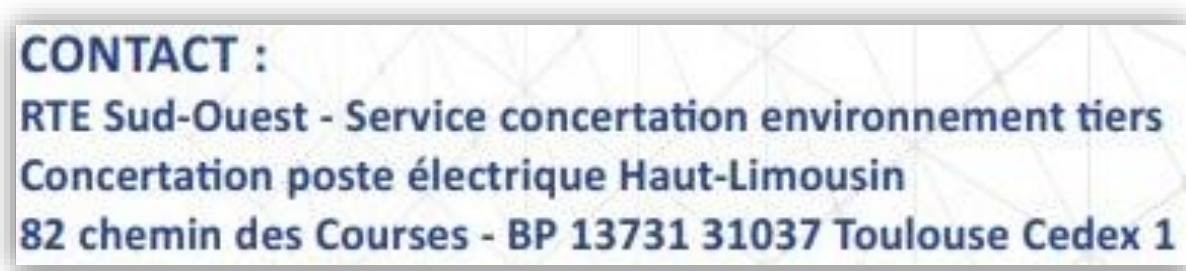 CONTACT :
RTE Sud-Ouest - Service concertation environnement tiers
Concertation poste électrique Haut-Limousin
82 chemin des Courses - BP 13731 31037 Toulouse Cedex 1